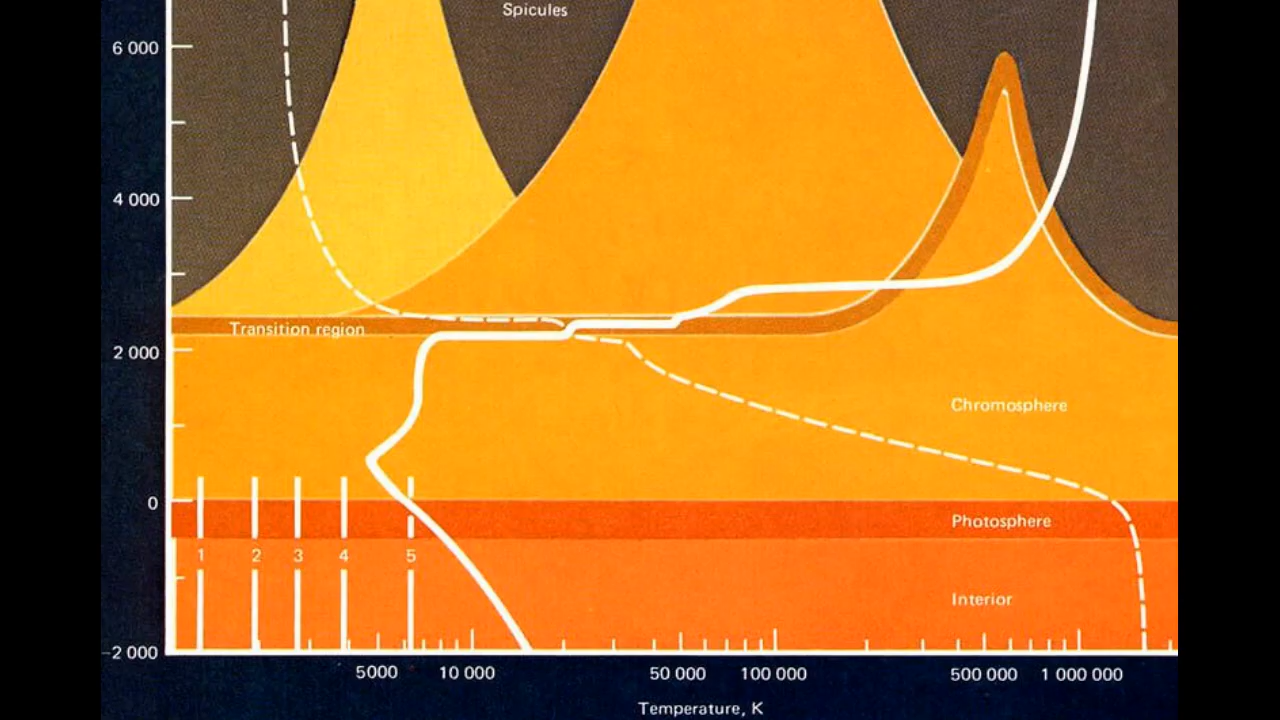 Spicules
6 000
4 000
Transition region
2 000
Chromosphere
0
Photosphere
1 2 3 4 5
Interior
-2 000
5000 10 000 50 000 100 000 500 000 1 000 000
Temperature, K